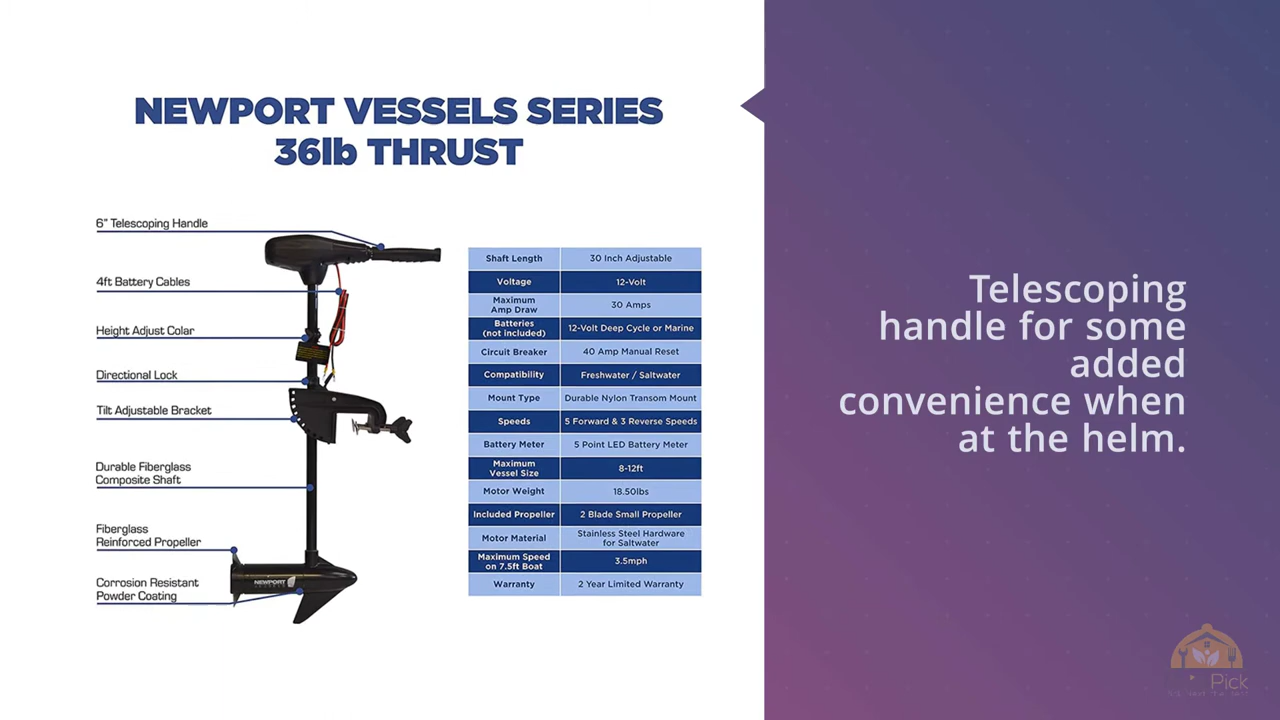 NEWPORT VESSELS SERIES
36lb THRUST
6" Telescoping Handle
4ft Battery Cables
Height Adjust Colar
Directional Lock
Tilt Adjustable Bracket
Durable Fiberglass
Composite Shaft
Fiberglass
Reinforced Propeller
Corrosion Resistant
Powder Coating
NEWPORT
Shaft Length 30 Inch Adjustable
Voltage 12-Volt
Maximum
Amp Draw 30 Amps
Batteries
(not included) 12-Volt Deep Cycle or Marine
Circuit Breaker 40 Amp Manual Reset
Compatibility Freshwater / Saltwater
Mount Type Durable Nylon Transom Mount
Speeds 5 Forward & 3 Reverse Speeds
Battery Meter 5 Point LED Battery Meter
Maximum
Vessel Size 8-12ft
Motor Weight 18.50lbs
Included Propeller 2 Blade Small Propeller
Motor Material Stainless Steel Hardware
for Saltwater
Maximum Speed
on 7.5ft Boat 3.5mph
Warranty 2 Year Limited Warranty
Telescoping
handle for some
added
convenience when
at the helm.
Pick